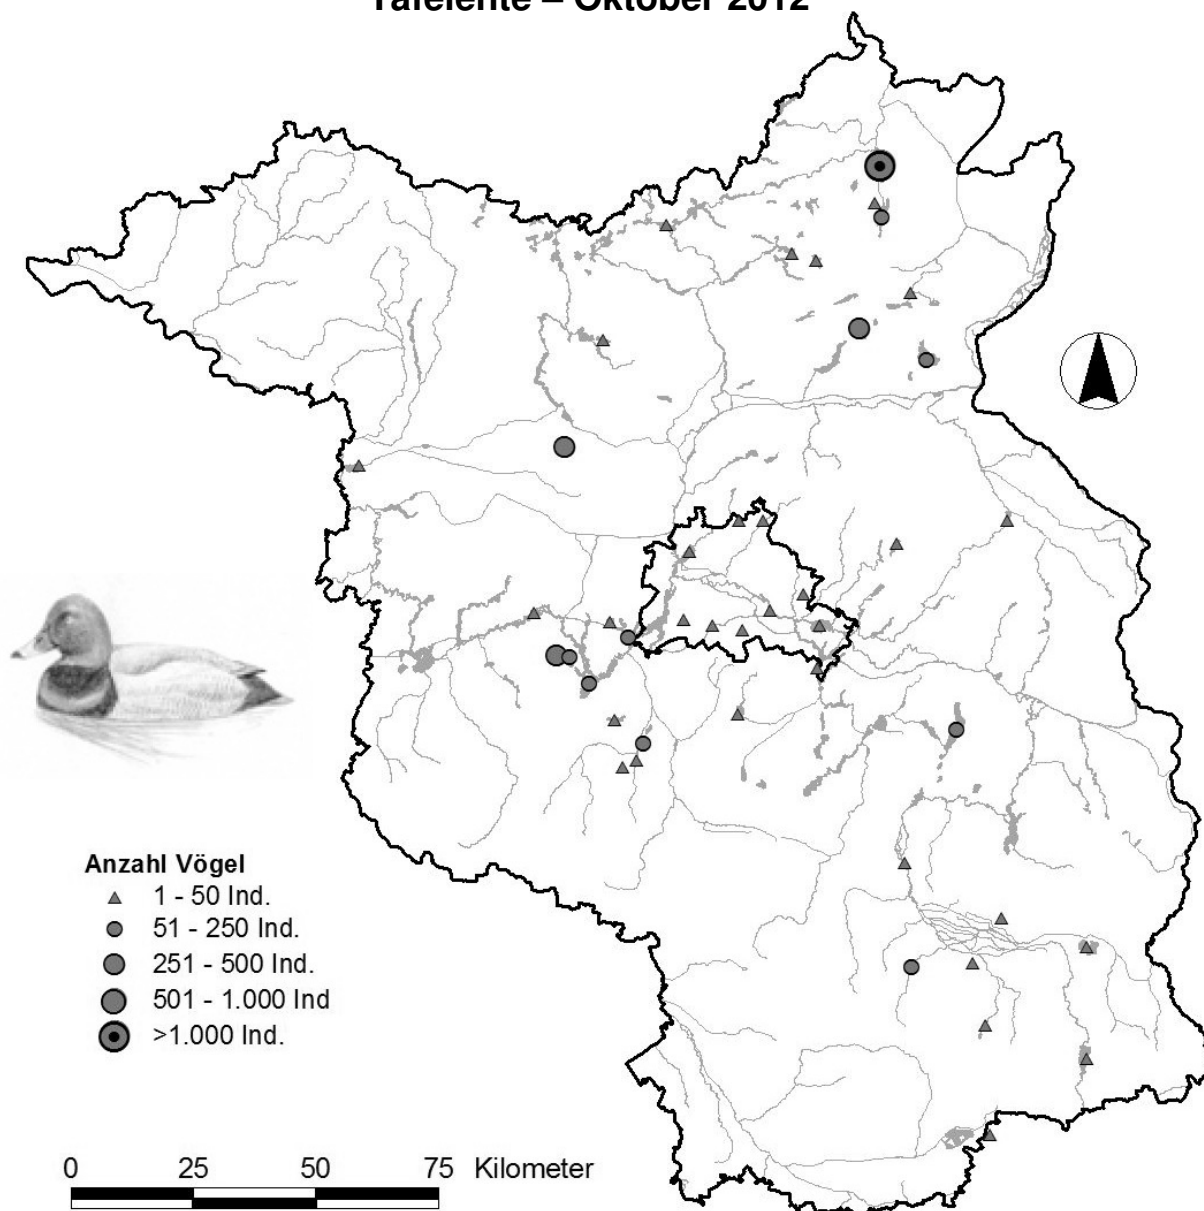 Tafelente – Oktober 2012
Anzahl Vögel
1 - 50 Ind.
51 - 250 Ind.
251 - 500 Ind.
501 - 1.000 Ind
>1.000 Ind.
0 25 50 75 Kilometer